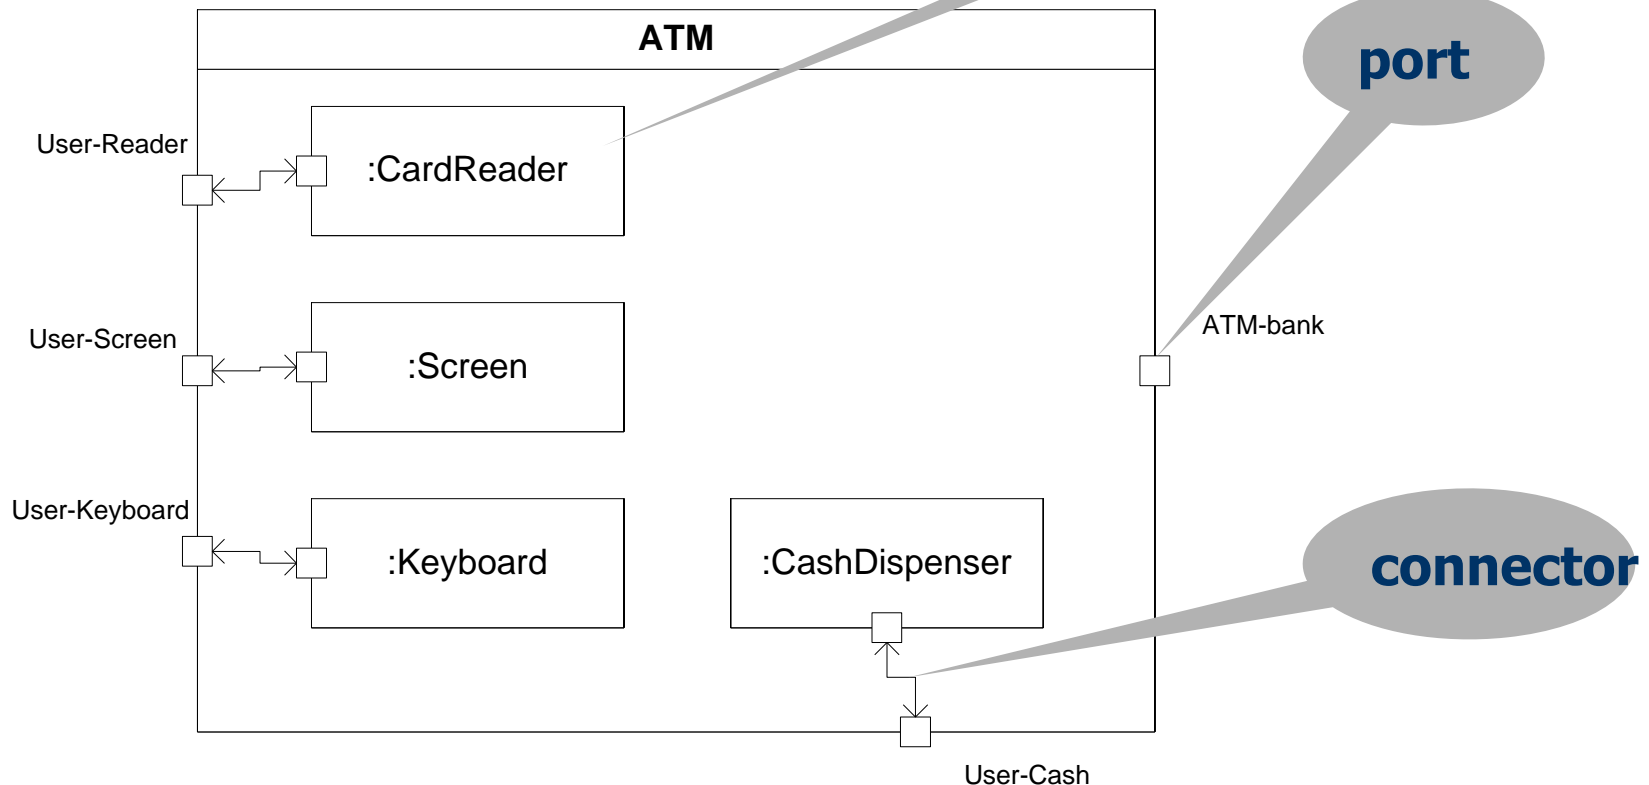 ATM
port
User-Reader
:CardReader
User-Screen
:Screen
ATM-bank
User-Keyboard
:Keyboard
:CashDispenser
connector
User-Cash